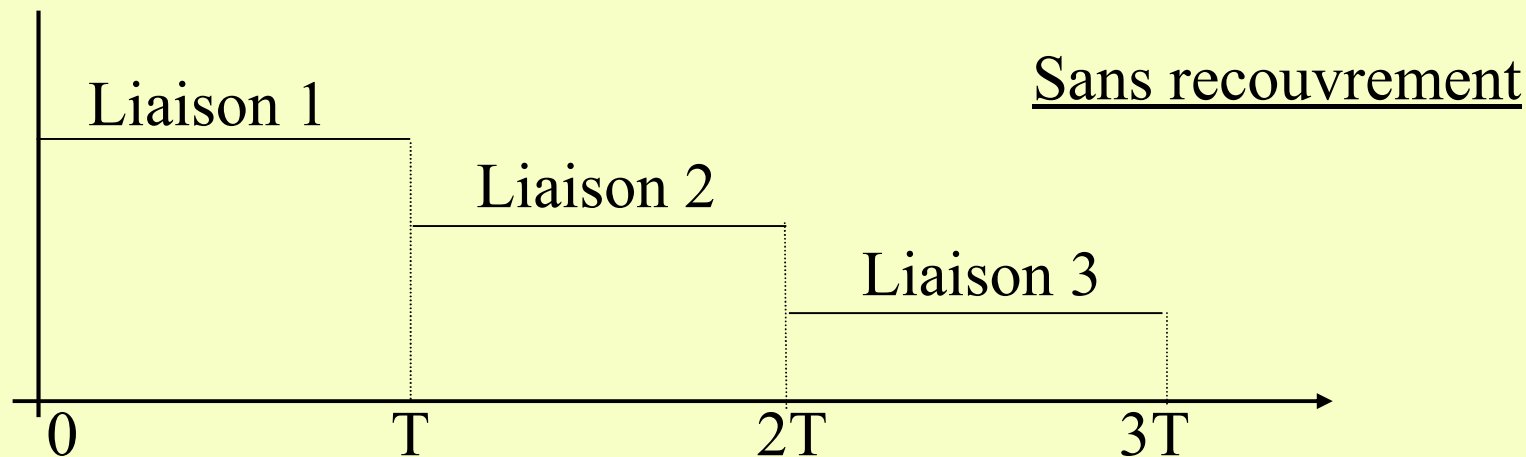 Sans recouvrement
Liaison 1
Liaison 2
Liaison 3
0 T 2T 3T